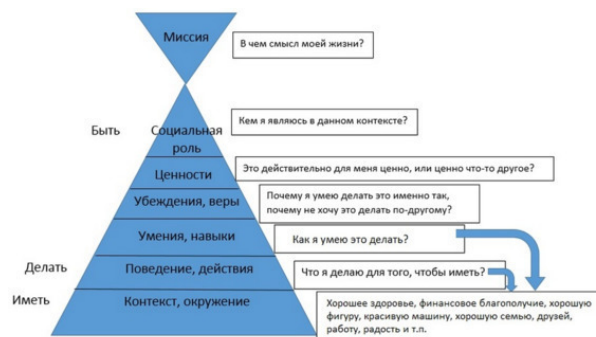 Миссия
В чем смысл моей жизни?
Кем я являюсь в данном контексте?
Быть
Социальная
роль
Ценности
Это действительно для меня ценно, или ценно что-то другое?
Убеждения, веры
Почему я умею делать это именно так,
почему не хочу это делать по-другому?
Умения, навыки
Как я умею это делать?
Делать
Поведение, действия
Что я делаю для того, чтобы иметь?
Иметь
Контекст, окружение
Хорошее здоровье, финансовое благополучие, хорошую
фигуру, красивую машину, хорошую семью, друзей,
работу, радость и т.п.